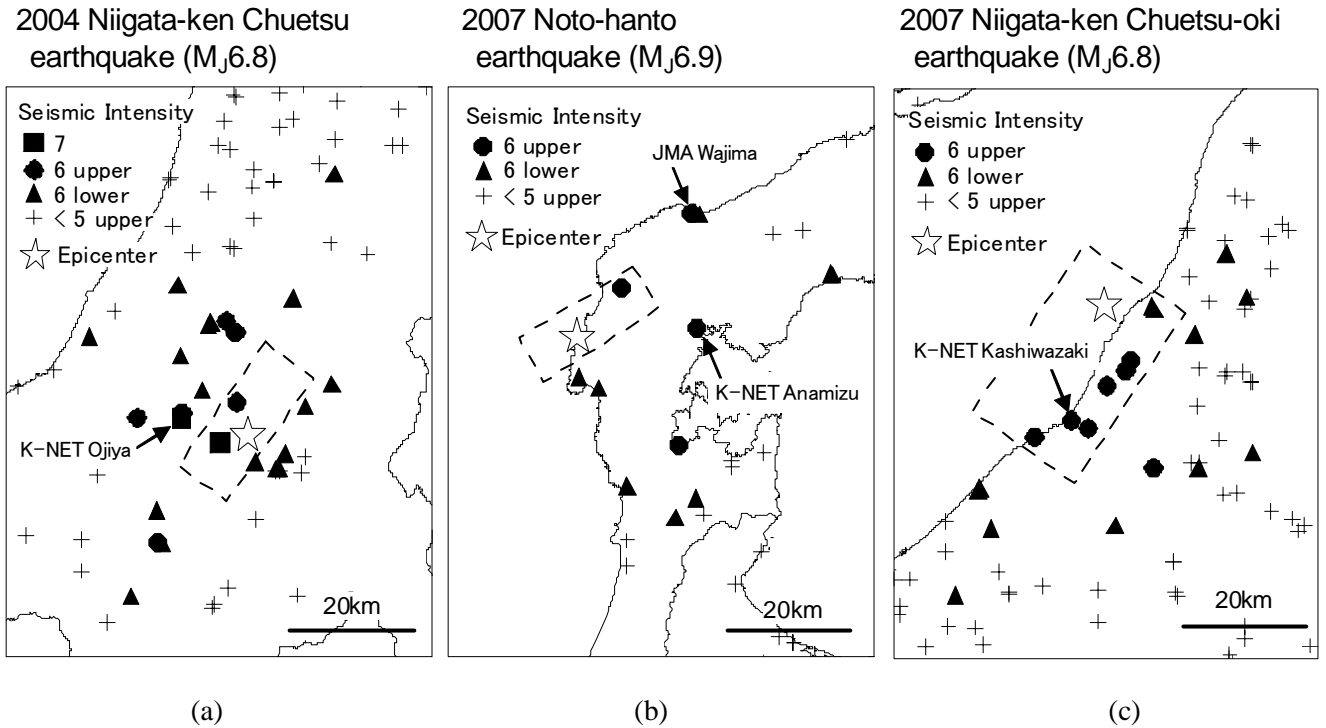 2004 Niigata-ken Chuetsu
earthquake (MJ6.8)
Seismic Intensity
7
6 upper
6 lower
< 5 upper
Epicenter
K-NET Ojiya
20km
(a)
2007 Noto-hanto
earthquake (MJ6.9)
Seismic Intensity
6 upper
6 lower
< 5 upper
Epicenter
JMA Wajima
K-NET Anamizu
20km
(b)
2007 Niigata-ken Chuetsu-oki
earthquake (MJ6.8)
Seismic Intensity
6 upper
6 lower
< 5 upper
Epicenter
K-NET Kashiwazaki
20km
(c)